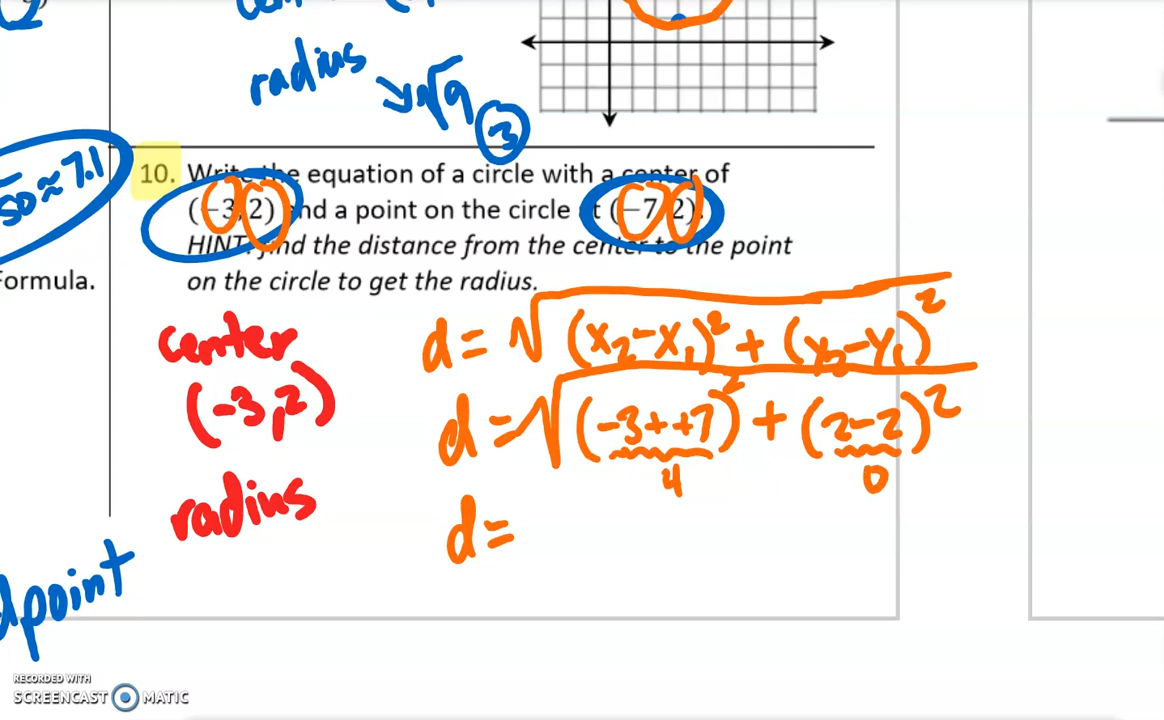 radius
√9
3
50 ≈ 7.1
10. Write the equation of a circle with a center of
(−3, 2) and a point on the circle at (−7, 2).
HINT: find the distance from the center to the point
on the circle to get the radius.
Formula.
center
(-3, 2)
radius
d = √(x₂-x₁)² + (y₂-y₁)²
d = √(-3 + +7)² + (2-2)²
4 0
d =
RECORDED WITH
SCREENCAST MATIC